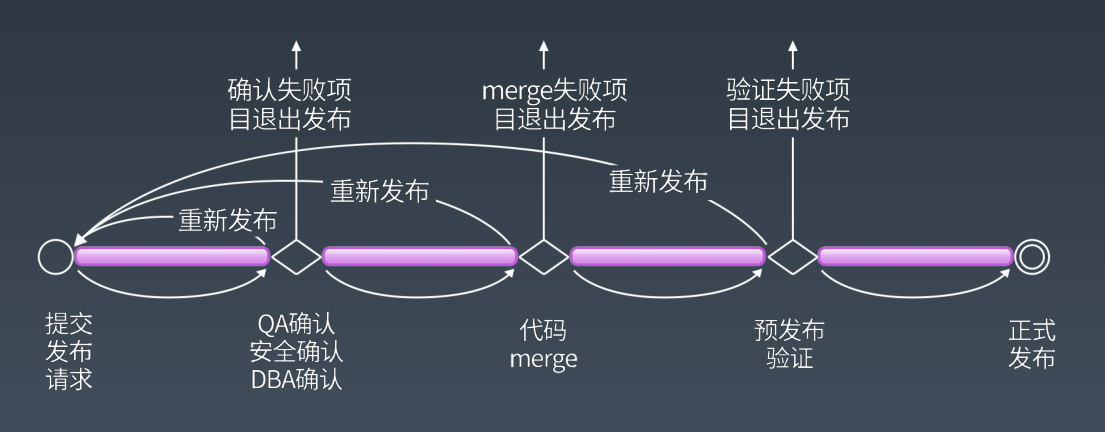 确认失败项
目退出发布
merge失败项
目退出发布
验证失败项
目退出发布
重新发布
重新发布
重新发布
提交
发布
请求
QA确认
安全确认
DBA确认
代码
merge
预发布
验证
正式
发布